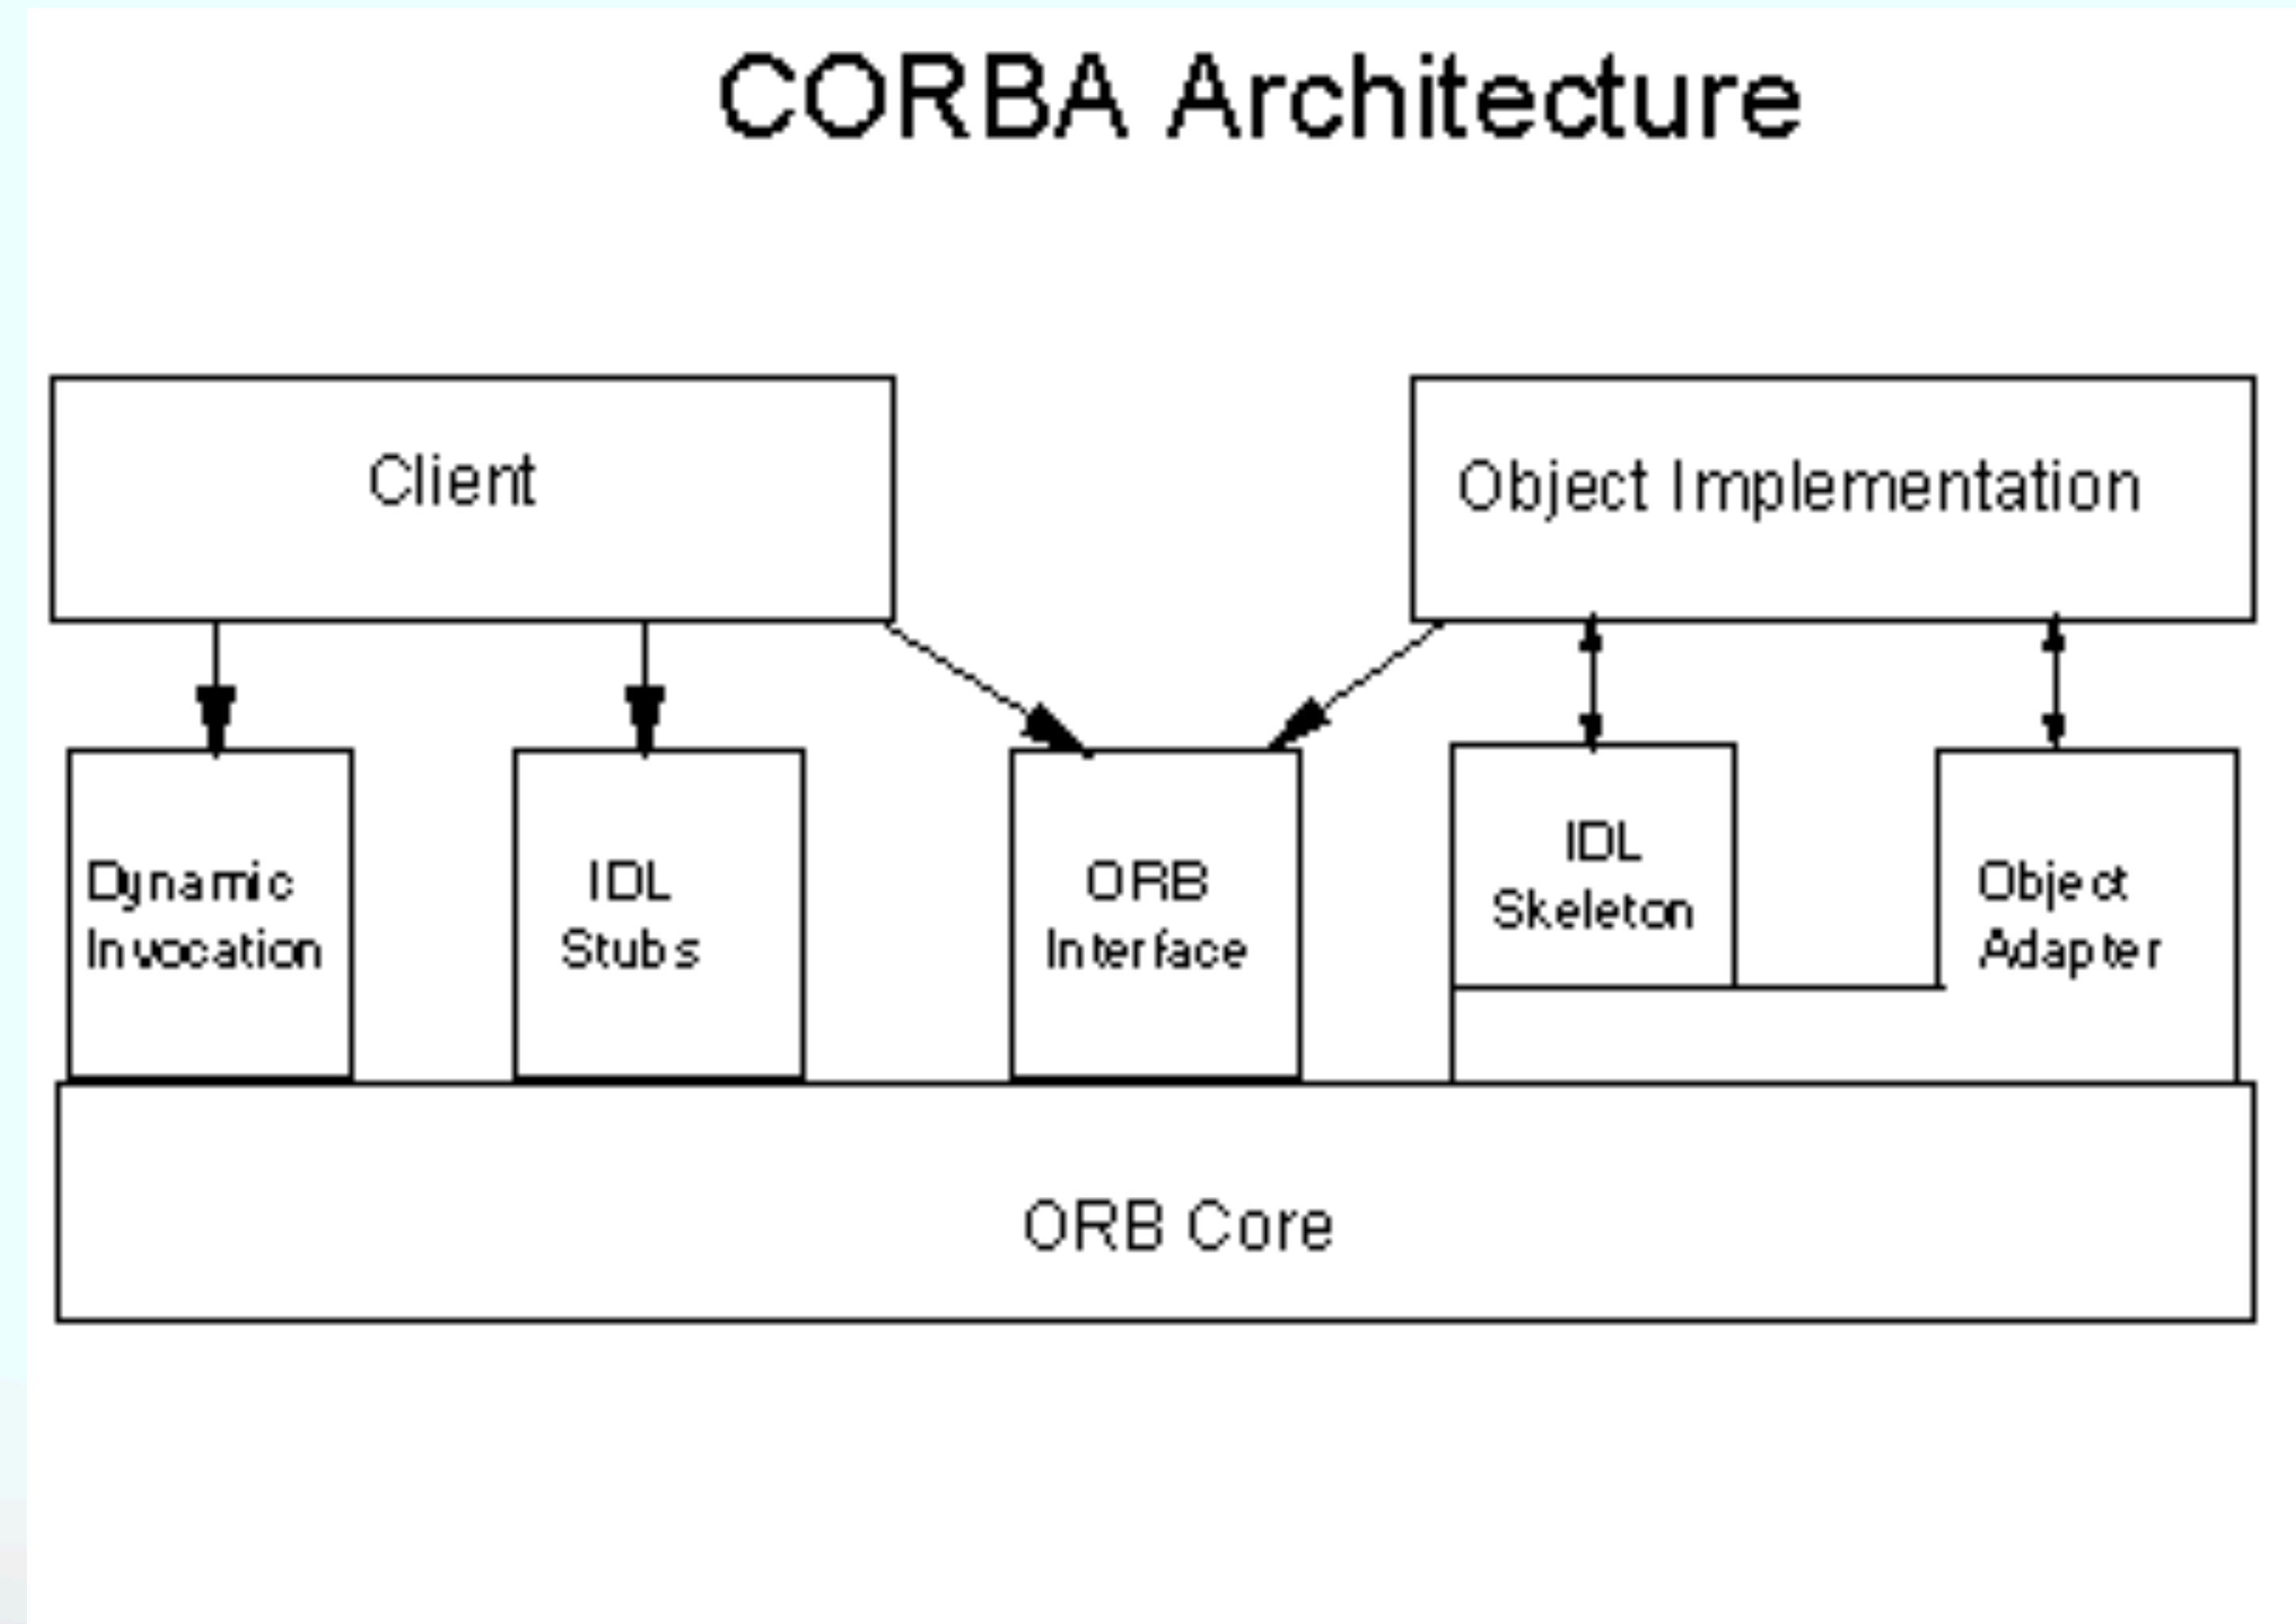 CORBA Architecture
Client
Object Implementation
Dynamic
Invocation
IDL
Stubs
ORB
Interface
IDL
Skeleton
Object
Adapter
ORB Core